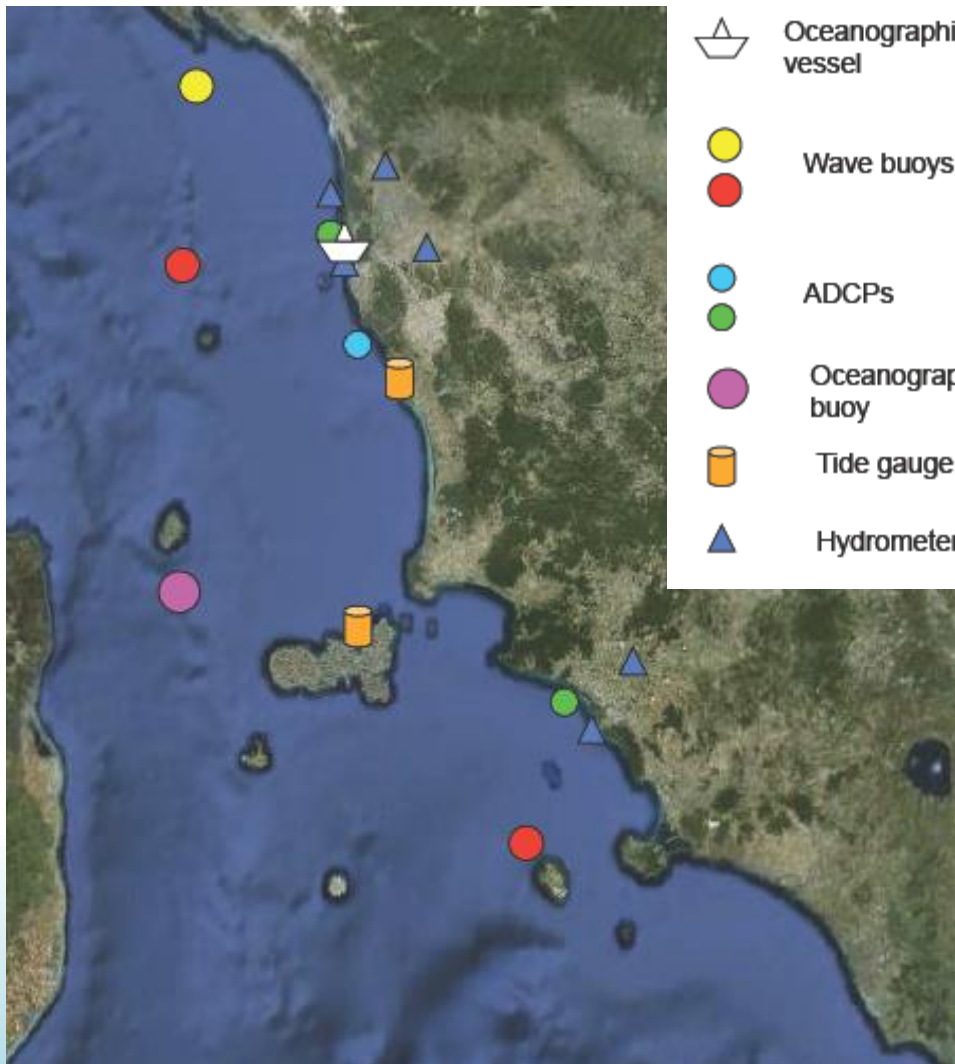 Oceanographi
vessel
Wave buoys
ADCPs
Oceanograp
buoy
Tide gauge
Hydrometer